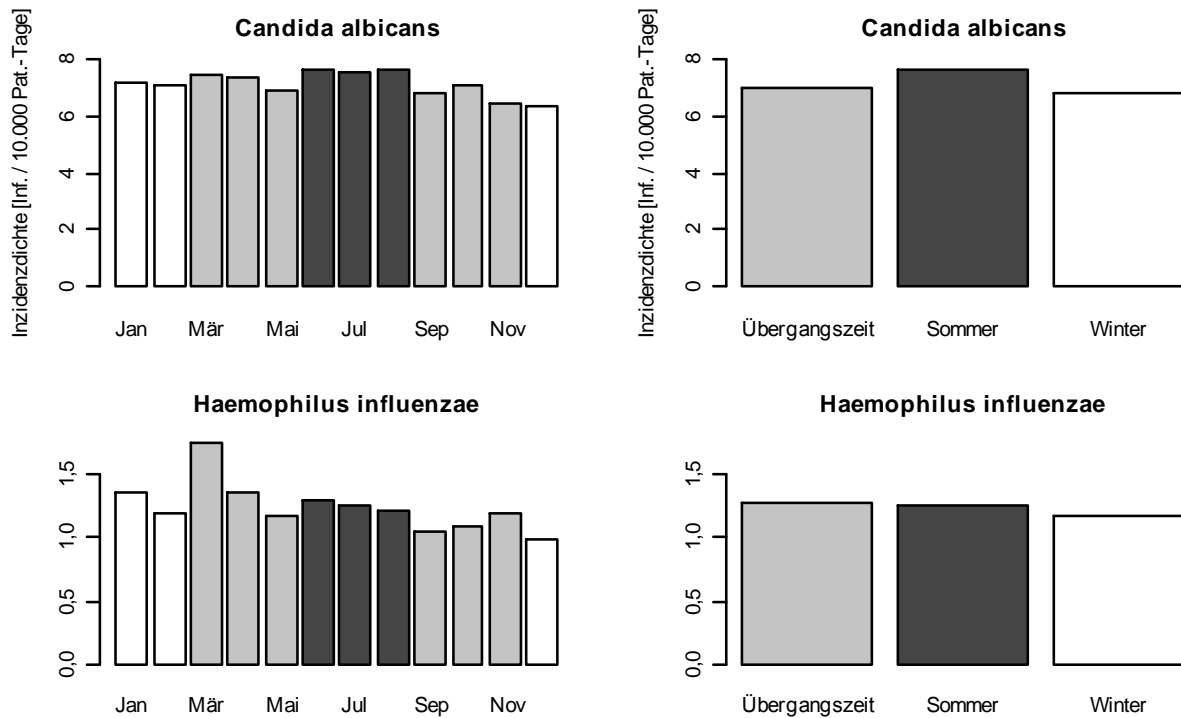 Candida albicans
Inzidenzdichte [Inf. / 10.000 Pat.-Tage]
8
6
4
2
0
Jan Mär Mai Jul Sep Nov
Candida albicans
Inzidenzdichte [Inf. / 10.000 Pat.-Tage]
8
6
4
2
0
Übergangszeit Sommer Winter
Haemophilus influenzae
1,5
1,0
0,5
0,0
Jan Mär Mai Jul Sep Nov
Haemophilus influenzae
1,5
1,0
0,5
0,0
Übergangszeit Sommer Winter